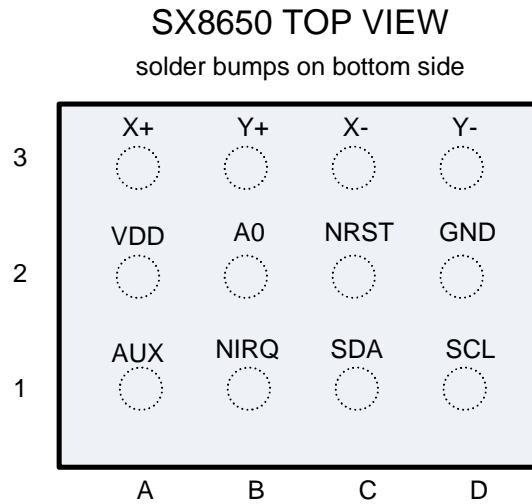 SX8650 TOP VIEW
solder bumps on bottom side
X+ Y+ X- Y-
3
VDD A0 NRST GND
2
AUX NIRQ SDA SCL
1
A B C D